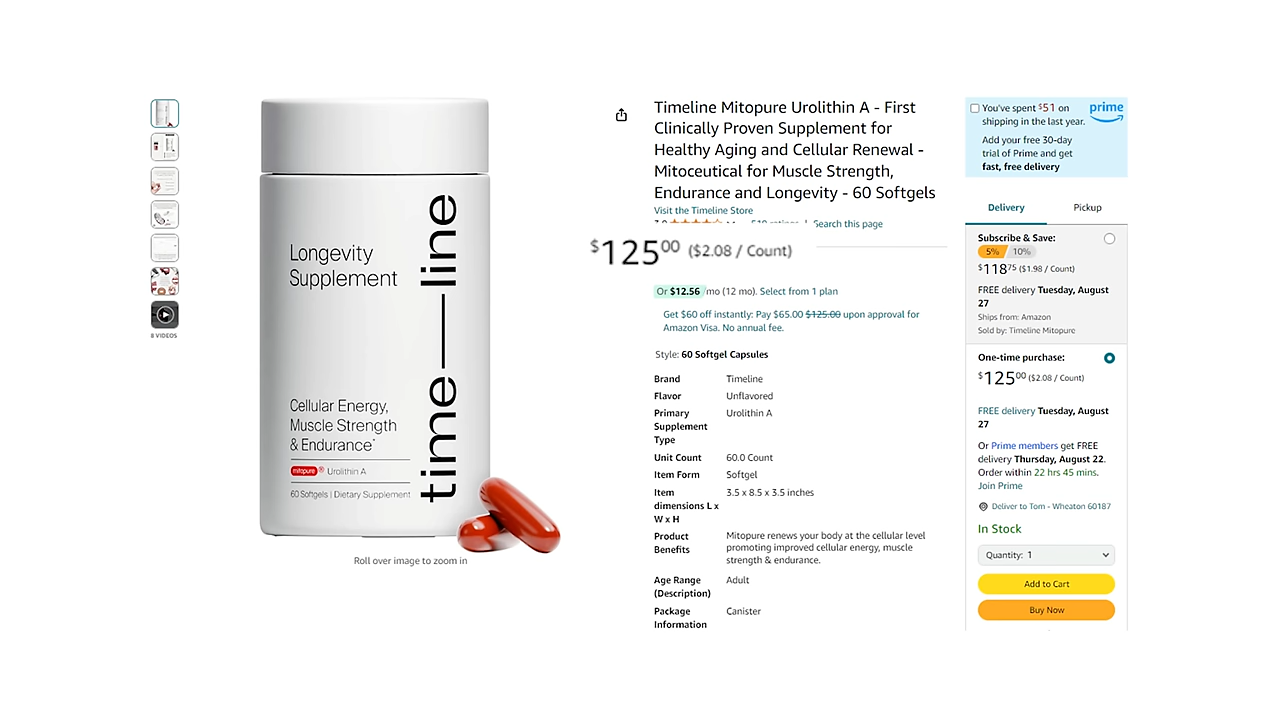 8 VIDEOS
Longevity
Supplement
time—line
Cellular Energy,
Muscle Strength
& Endurance*
mitopure® Urolithin A
60 Softgels | Dietary Supplement
Roll over image to zoom in
Timeline Mitopure Urolithin A - First
Clinically Proven Supplement for
Healthy Aging and Cellular Renewal -
Mitoceutical for Muscle Strength,
Endurance and Longevity - 60 Softgels
Visit the Timeline Store
| Search this page
$12500 ($2.08 / Count)
Or $12.56 /mo (12 mo). Select from 1 plan
Get $60 off instantly: Pay $65.00 $125.00 upon approval for
Amazon Visa. No annual fee.
Style: 60 Softgel Capsules
Brand Timeline
Flavor Unflavored
Primary Urolithin A
Supplement
Type
Unit Count 60.0 Count
Item Form Softgel
Item 3.5 x 8.5 x 3.5 inches
dimensions L x
W x H
Product Mitopure renews your body at the cellular level
Benefits promoting improved cellular energy, muscle
strength & endurance.
Age Range Adult
(Description)
Package Canister
Information
You've spent $51 on
shipping in the last year.
prime
Add your free 30-day
trial of Prime and get
fast, free delivery
Delivery Pickup
Subscribe & Save:
5% 10%
$11875 ($1.98 / Count)
FREE delivery Tuesday, August
27
Ships from: Amazon
Sold by: Timeline Mitopure
One-time purchase:
$12500 ($2.08 / Count)
FREE delivery Tuesday, August
27
Or Prime members get FREE
delivery Thursday, August 22.
Order within 22 hrs 45 mins.
Join Prime
Deliver to Tom - Wheaton 60187
In Stock
Quantity: 1
Add to Cart
Buy Now